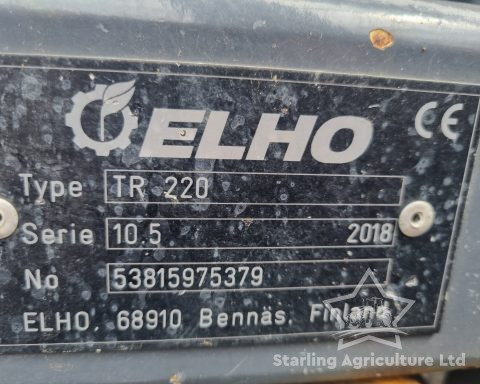 ELHO CE
Type TR 220
Serie 10.5 2018
No 53815975379
ELHO, 68910 Bennäs, Finland
Starling Agriculture Ltd